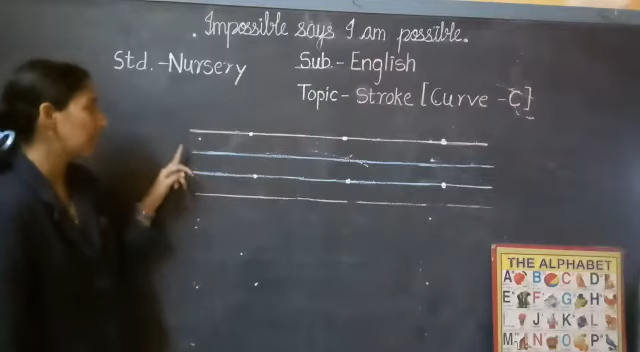 . Impossible says I am possible.
Std.-Nursery Sub.- English
Topic- Stroke [Curve - C]
THE ALPHABET
A B C D
E F G H
I J K L
M N O P